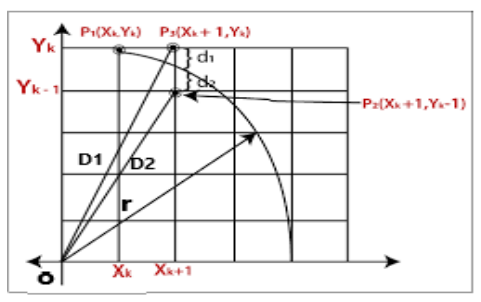 P₁(Xₖ.Yₖ) P₃(Xₖ+1,Yₖ)
Yₖ
d₁
Yₖ-1
d₂
P₂(Xₖ+1,Yₖ-1)
D1 D2
r
o
Xₖ Xₖ+1